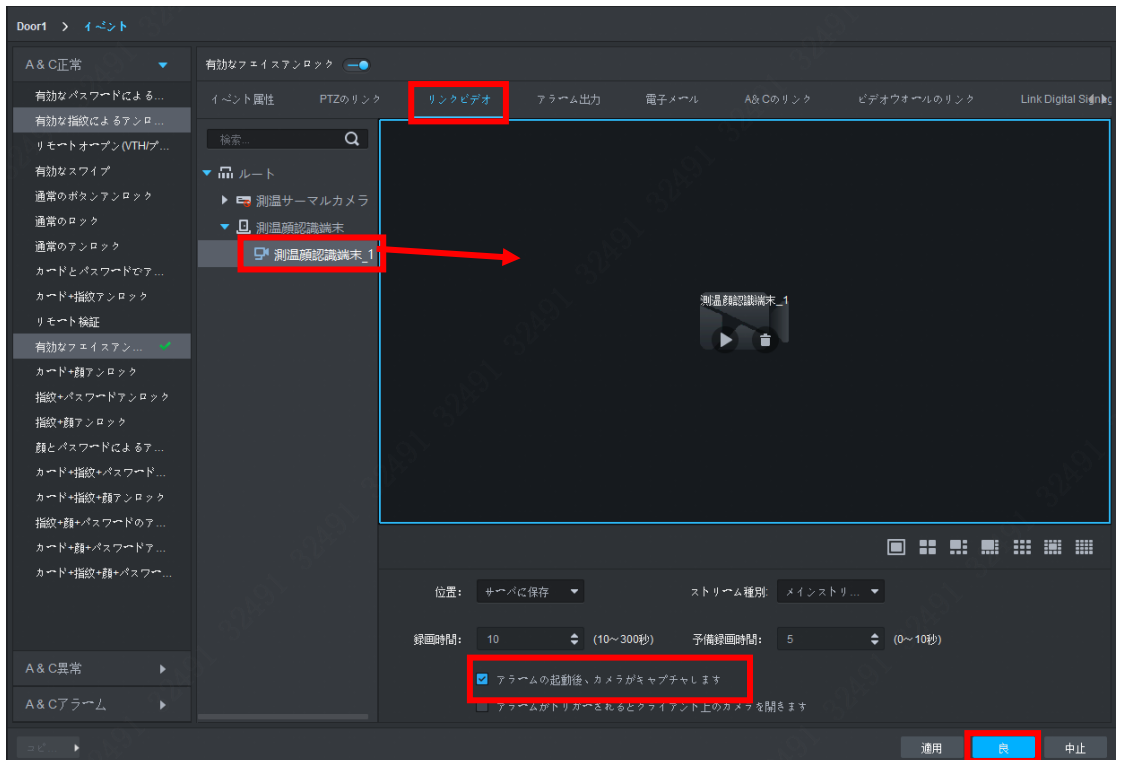 Door1 > イベント
A & C正常
有効なパスワードによる...
有効な指紋によるアンロ...
リモートオープン(VTH/プ...
有効なスワイプ
通常のボタンアンロック
通常のロック
通常のアンロック
カードとパスワードでア...
カード+指紋アンロック
リモート検証
有効なフェイスアン...
カード+顔アンロック
指紋+パスワードアンロック
指紋+顔アンロック
顔とパスワードによるア...
カード+指紋+パスワード...
カード+指紋+顔アンロック
指紋+顔+パスワードのア...
カード+顔+パスワードア...
カード+指紋+顔+パスワー...
A & C異常
A & Cアラーム
コピ...
有効なフェイスアンロック
イベント属性 PTZのリンク リンクビデオ アラーム出力 電子メール A& Cのリンク ビデオウオールのリンク Link Digital Signag
検索...
ルート
測温サーマルカメラ
測温顔認識端末
測温顔認識端末_1
測温顔認識端末_1
位置: サーバに保存 ストリーム種別: メインストリ...
録画時間: 10 (10～300秒) 予備録画時間: 5 (0～10秒)
アラームの起動後、カメラがキャプチャします
アラームがトリガーされるとクライアント上のカメラを開きます
適用 良 中止
32491